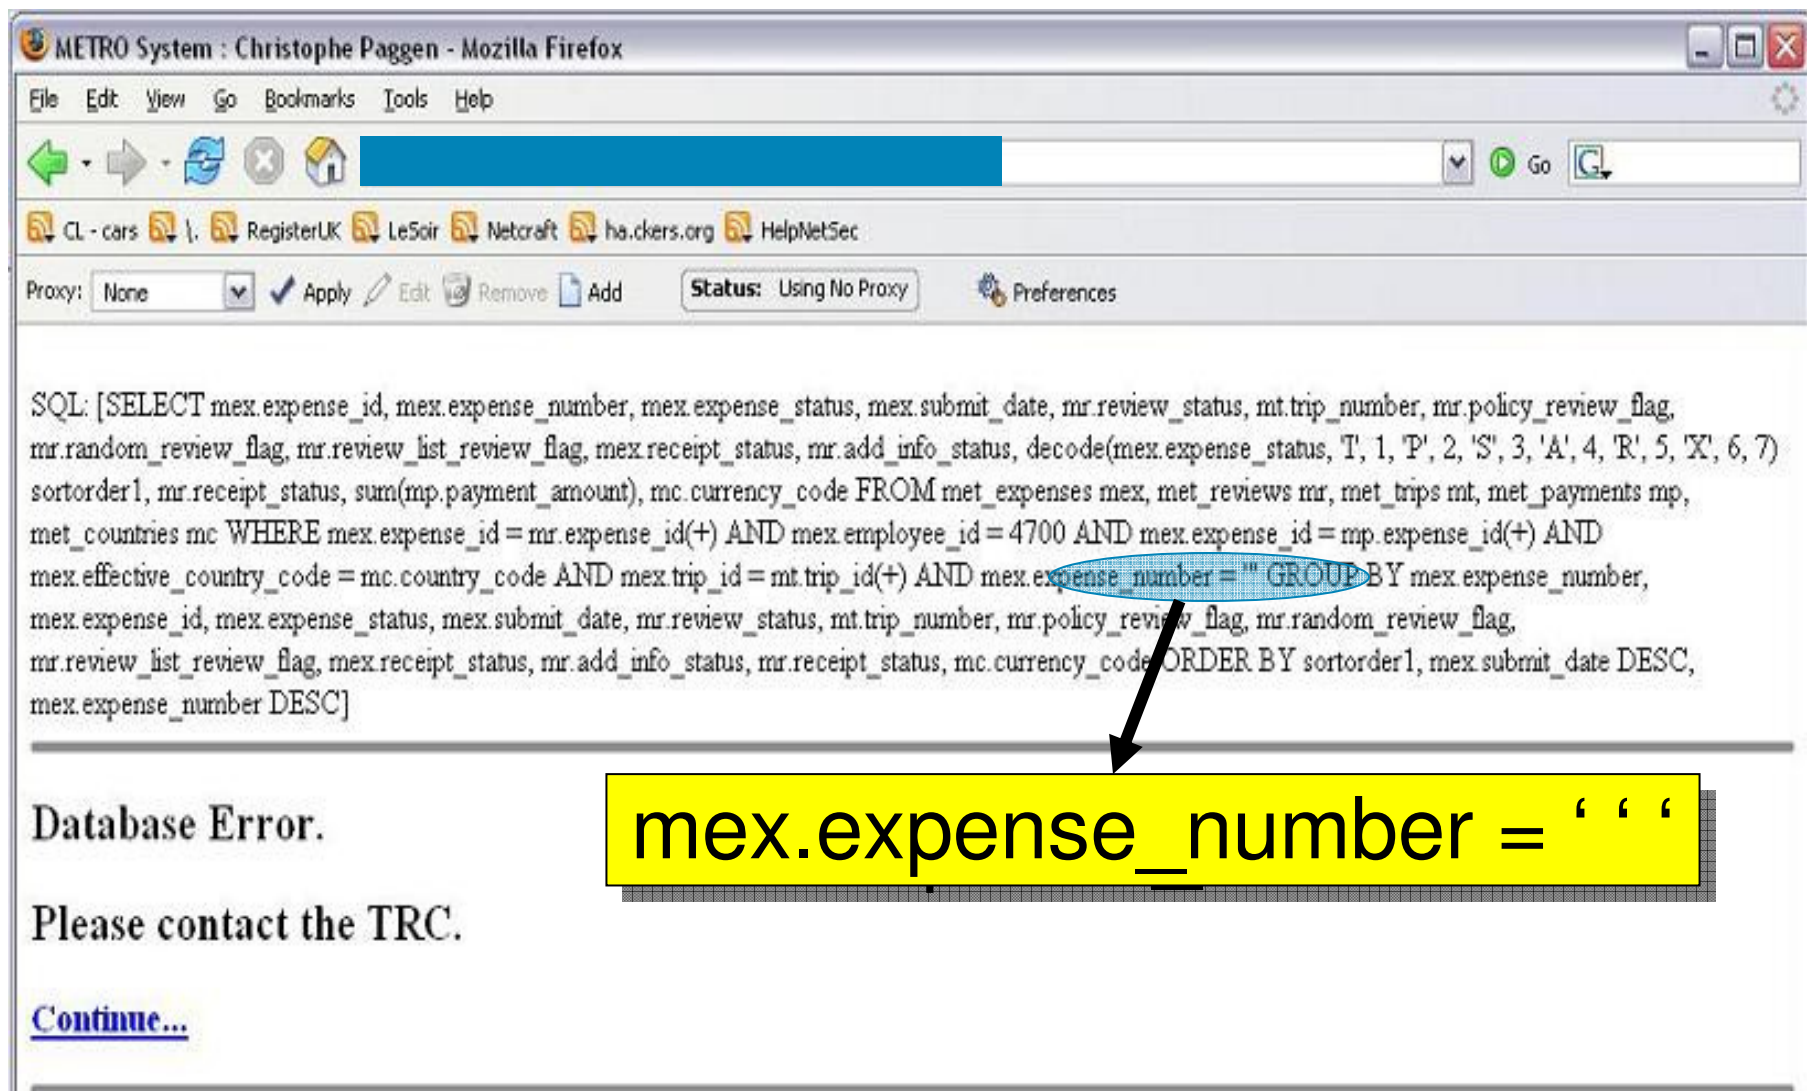 METRO System : Christophe Paggen - Mozilla Firefox
File Edit View Go Bookmarks Tools Help
Go G
CL - cars \. RegisterUK LeSoir Netcraft ha.ckers.org HelpNetSec
Proxy: None Apply Edit Remove Add Status: Using No Proxy Preferences
SQL: [SELECT mex.expense_id, mex.expense_number, mex.expense_status, mex.submit_date, mr.review_status, mt.trip_number, mr.policy_review_flag,
mr.random_review_flag, mr.review_list_review_flag, mex.receipt_status, mr.add_info_status, decode(mex.expense_status, 'T', 1, 'P', 2, 'S', 3, 'A', 4, 'R', 5, 'X', 6, 7)
sortorder1, mr.receipt_status, sum(mp.payment_amount), mc.currency_code FROM met_expenses mex, met_reviews mr, met_trips mt, met_payments mp,
met_countries mc WHERE mex.expense_id = mr.expense_id(+) AND mex.employee_id = 4700 AND mex.expense_id = mp.expense_id(+) AND
mex.effective_country_code = mc.country_code AND mex.trip_id = mt.trip_id(+) AND mex.expense_number = ''' GROUP BY mex.expense_number,
mex.expense_id, mex.expense_status, mex.submit_date, mr.review_status, mt.trip_number, mr.policy_review_flag, mr.random_review_flag,
mr.review_list_review_flag, mex.receipt_status, mr.add_info_status, mr.receipt_status, mc.currency_code ORDER BY sortorder1, mex.submit_date DESC,
mex.expense_number DESC]
Database Error.
mex.expense_number = ‘ ‘ ‘
Please contact the TRC.
Continue...